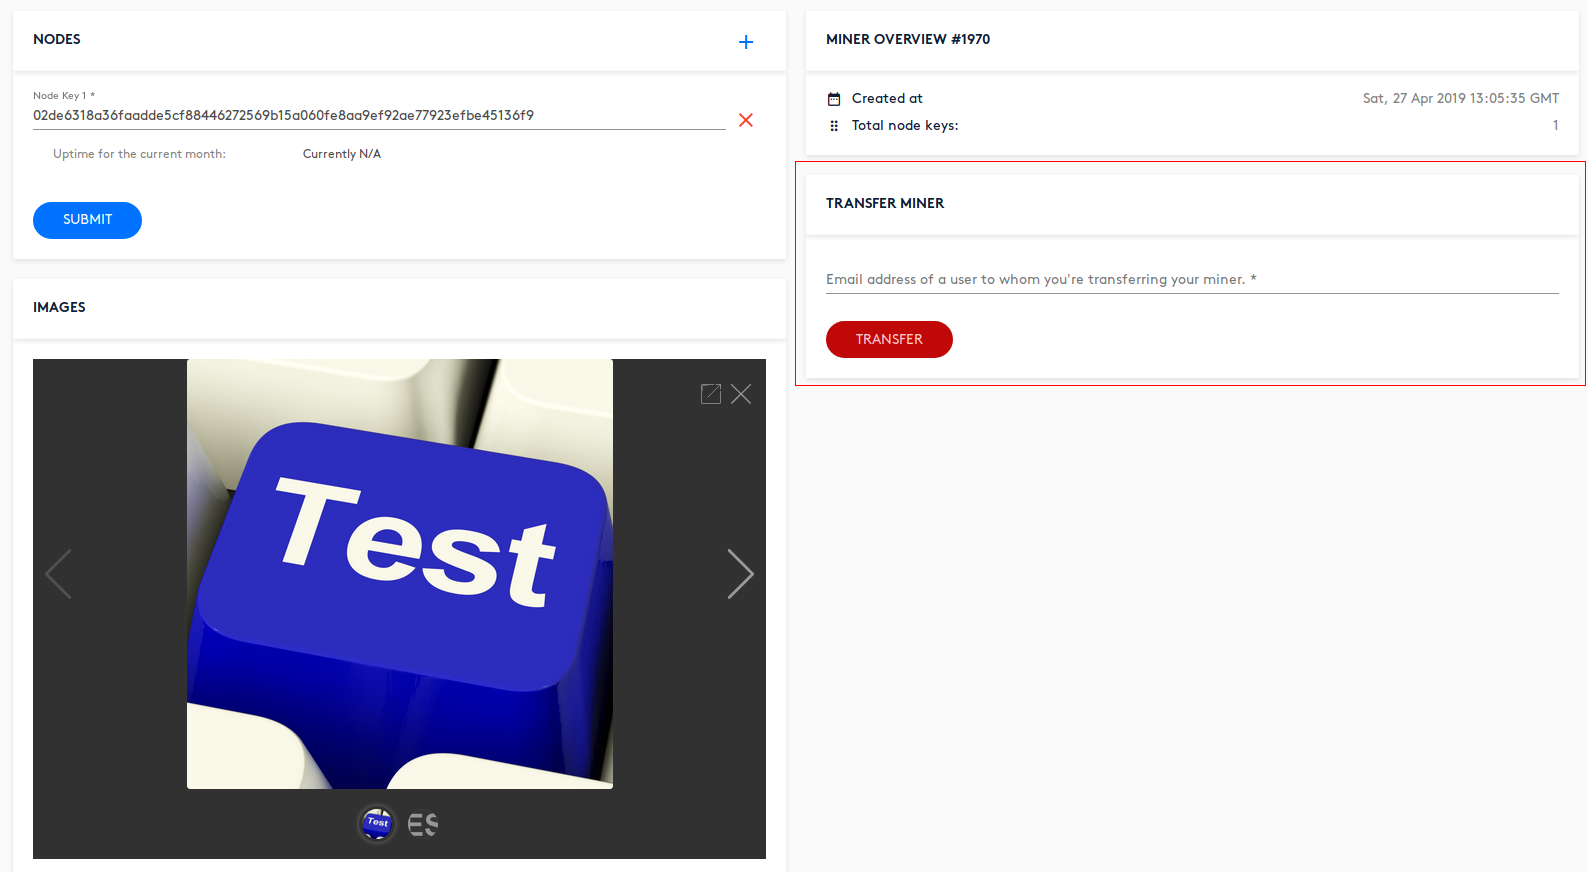 NODES
Node Key 1 *
02de6318a36faadde5cf88446272569b15a060fe8aa9ef92ae77923efbe45136f9
Uptime for the current month: Currently N/A
SUBMIT
IMAGES
Test
Test
ES
MINER OVERVIEW #1970
Created at Sat, 27 Apr 2019 13:05:35 GMT
Total node keys: 1
TRANSFER MINER
Email address of a user to whom you're transferring your miner. *
TRANSFER